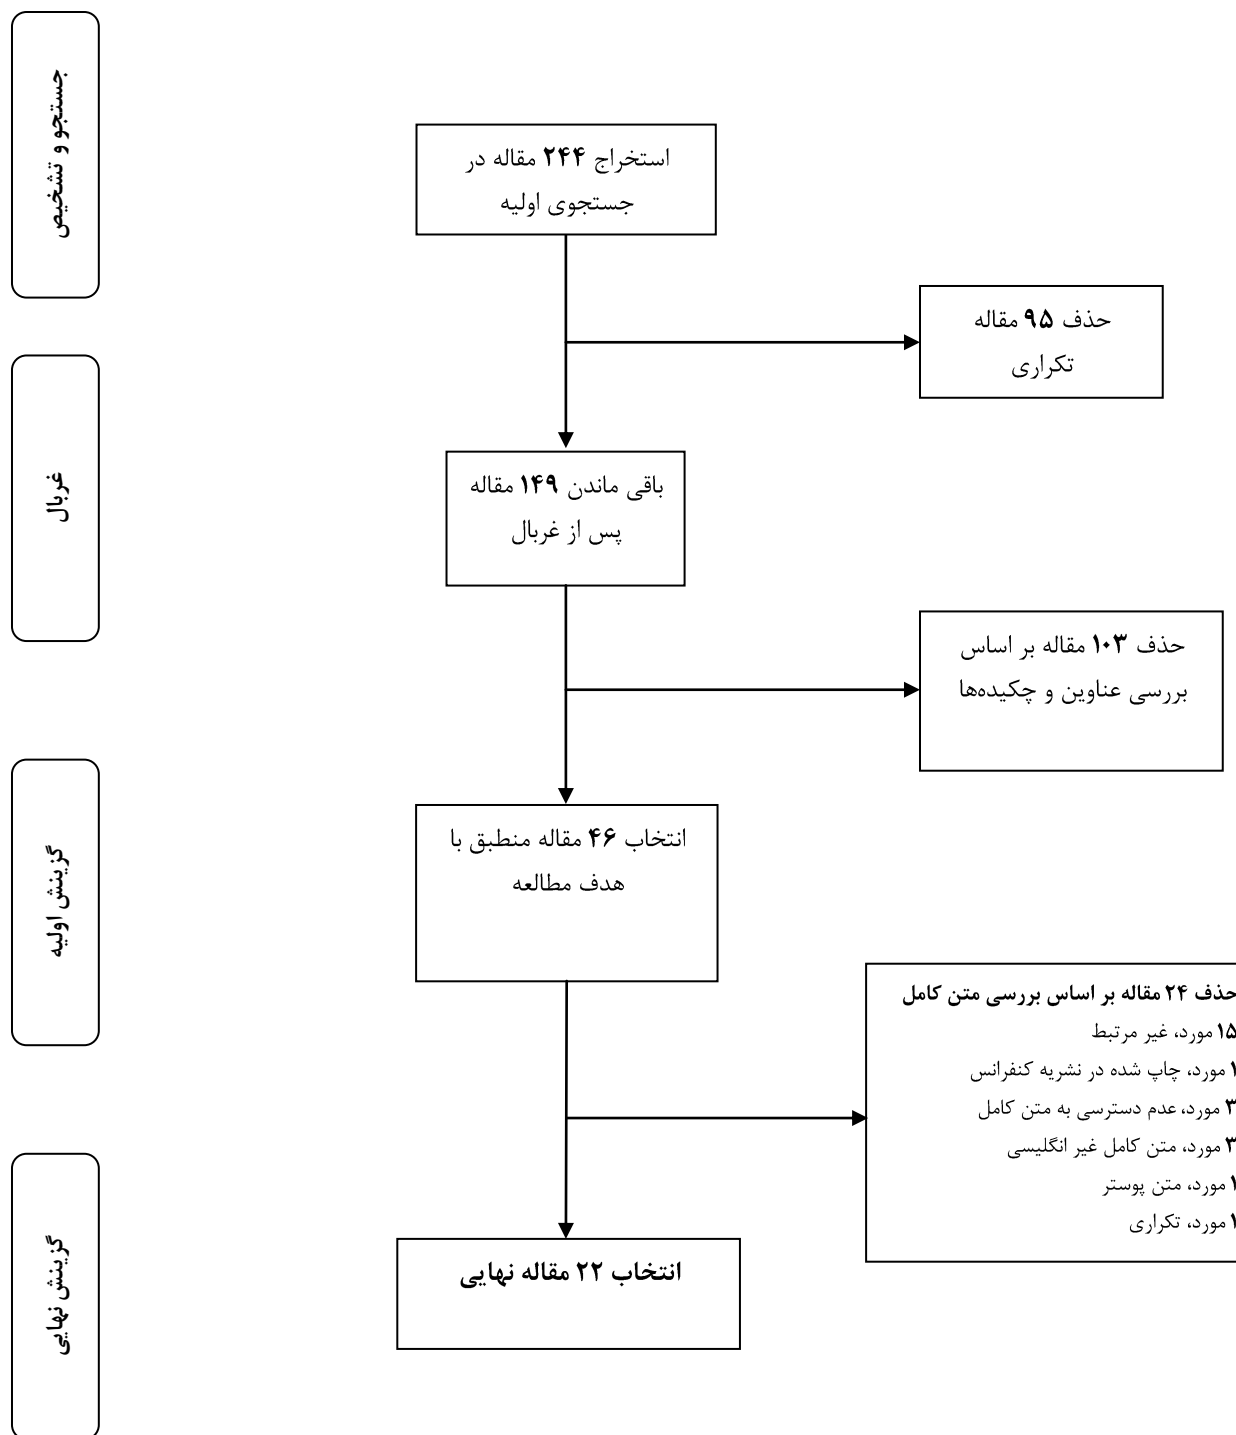 جستجو و تشخیص
استخراج ۲۴۴ مقاله در
جستجوی اولیه
حذف ۹۵ مقاله
تکراری
غربال
باقی ماندن ۱۴۹ مقاله
پس از غربال
حذف ۱۰۳ مقاله بر اساس
بررسی عناوین و چکیده‌ها
گزینش اولیه
انتخاب ۴۶ مقاله منطبق با
هدف مطالعه
حذف ۲۴ مقاله بر اساس بررسی متن کامل
۱۵ مورد، غیر مرتبط
۱ مورد، چاپ شده در نشریه کنفرانس
۳ مورد، عدم دسترسی به متن کامل
۳ مورد، متن کامل غیر انگلیسی
۱ مورد، متن پوستر
۱ مورد، تکراری
گزینش نهایی
انتخاب ۲۲ مقاله نهایی